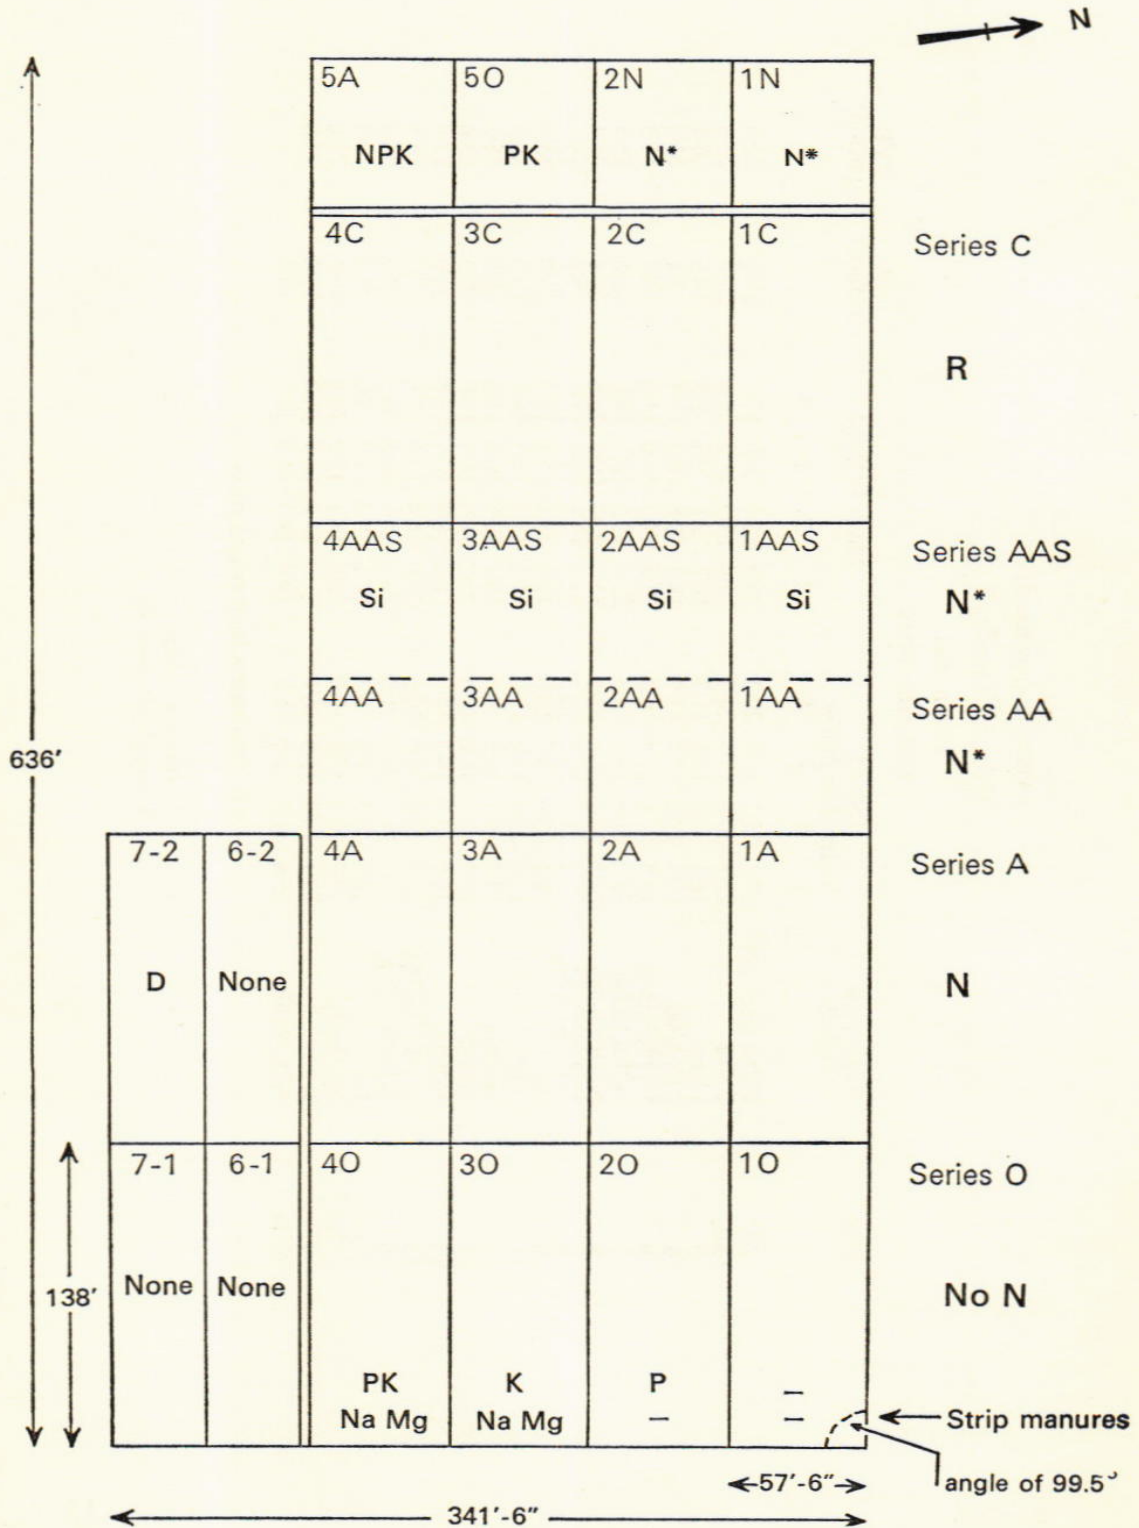 N
5A 5O 2N 1N
NPK PK N* N*
4C 3C 2C 1C Series C
R
4AAS 3AAS 2AAS 1AAS Series AAS
Si Si Si Si N*
4AA 3AA 2AA 1AA Series AA
636′ N*
7-2 6-2 4A 3A 2A 1A Series A
D None N
7-1 6-1 4O 3O 2O 1O Series O
138′ None None No N
PK K P –
Na Mg Na Mg – – Strip manures
57′-6″ angle of 99.5°
341′-6″